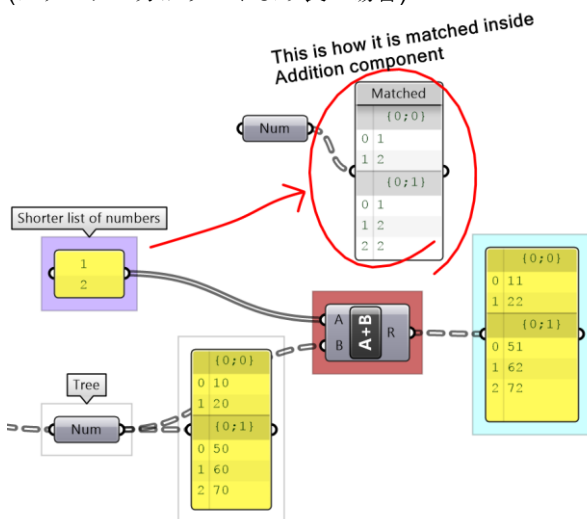 This is how it is matched inside
Addition component
Matched
{0;0}
0 1
1 2
{0;1}
0 1
1 2
2 2
Num
Shorter list of numbers
1
2
A
B
A+B
R
{0;0}
0 11
1 22
{0;1}
0 51
1 62
2 72
Tree
Num
{0;0}
0 10
1 20
{0;1}
0 50
1 60
2 70